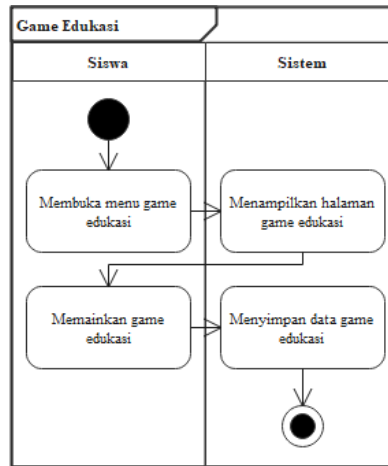 Game Edukasi
Siswa
Sistem
Membuka menu game
edukasi
Menampilkan halaman
game edukasi
Memainkan game
edukasi
Menyimpan data game
edukasi